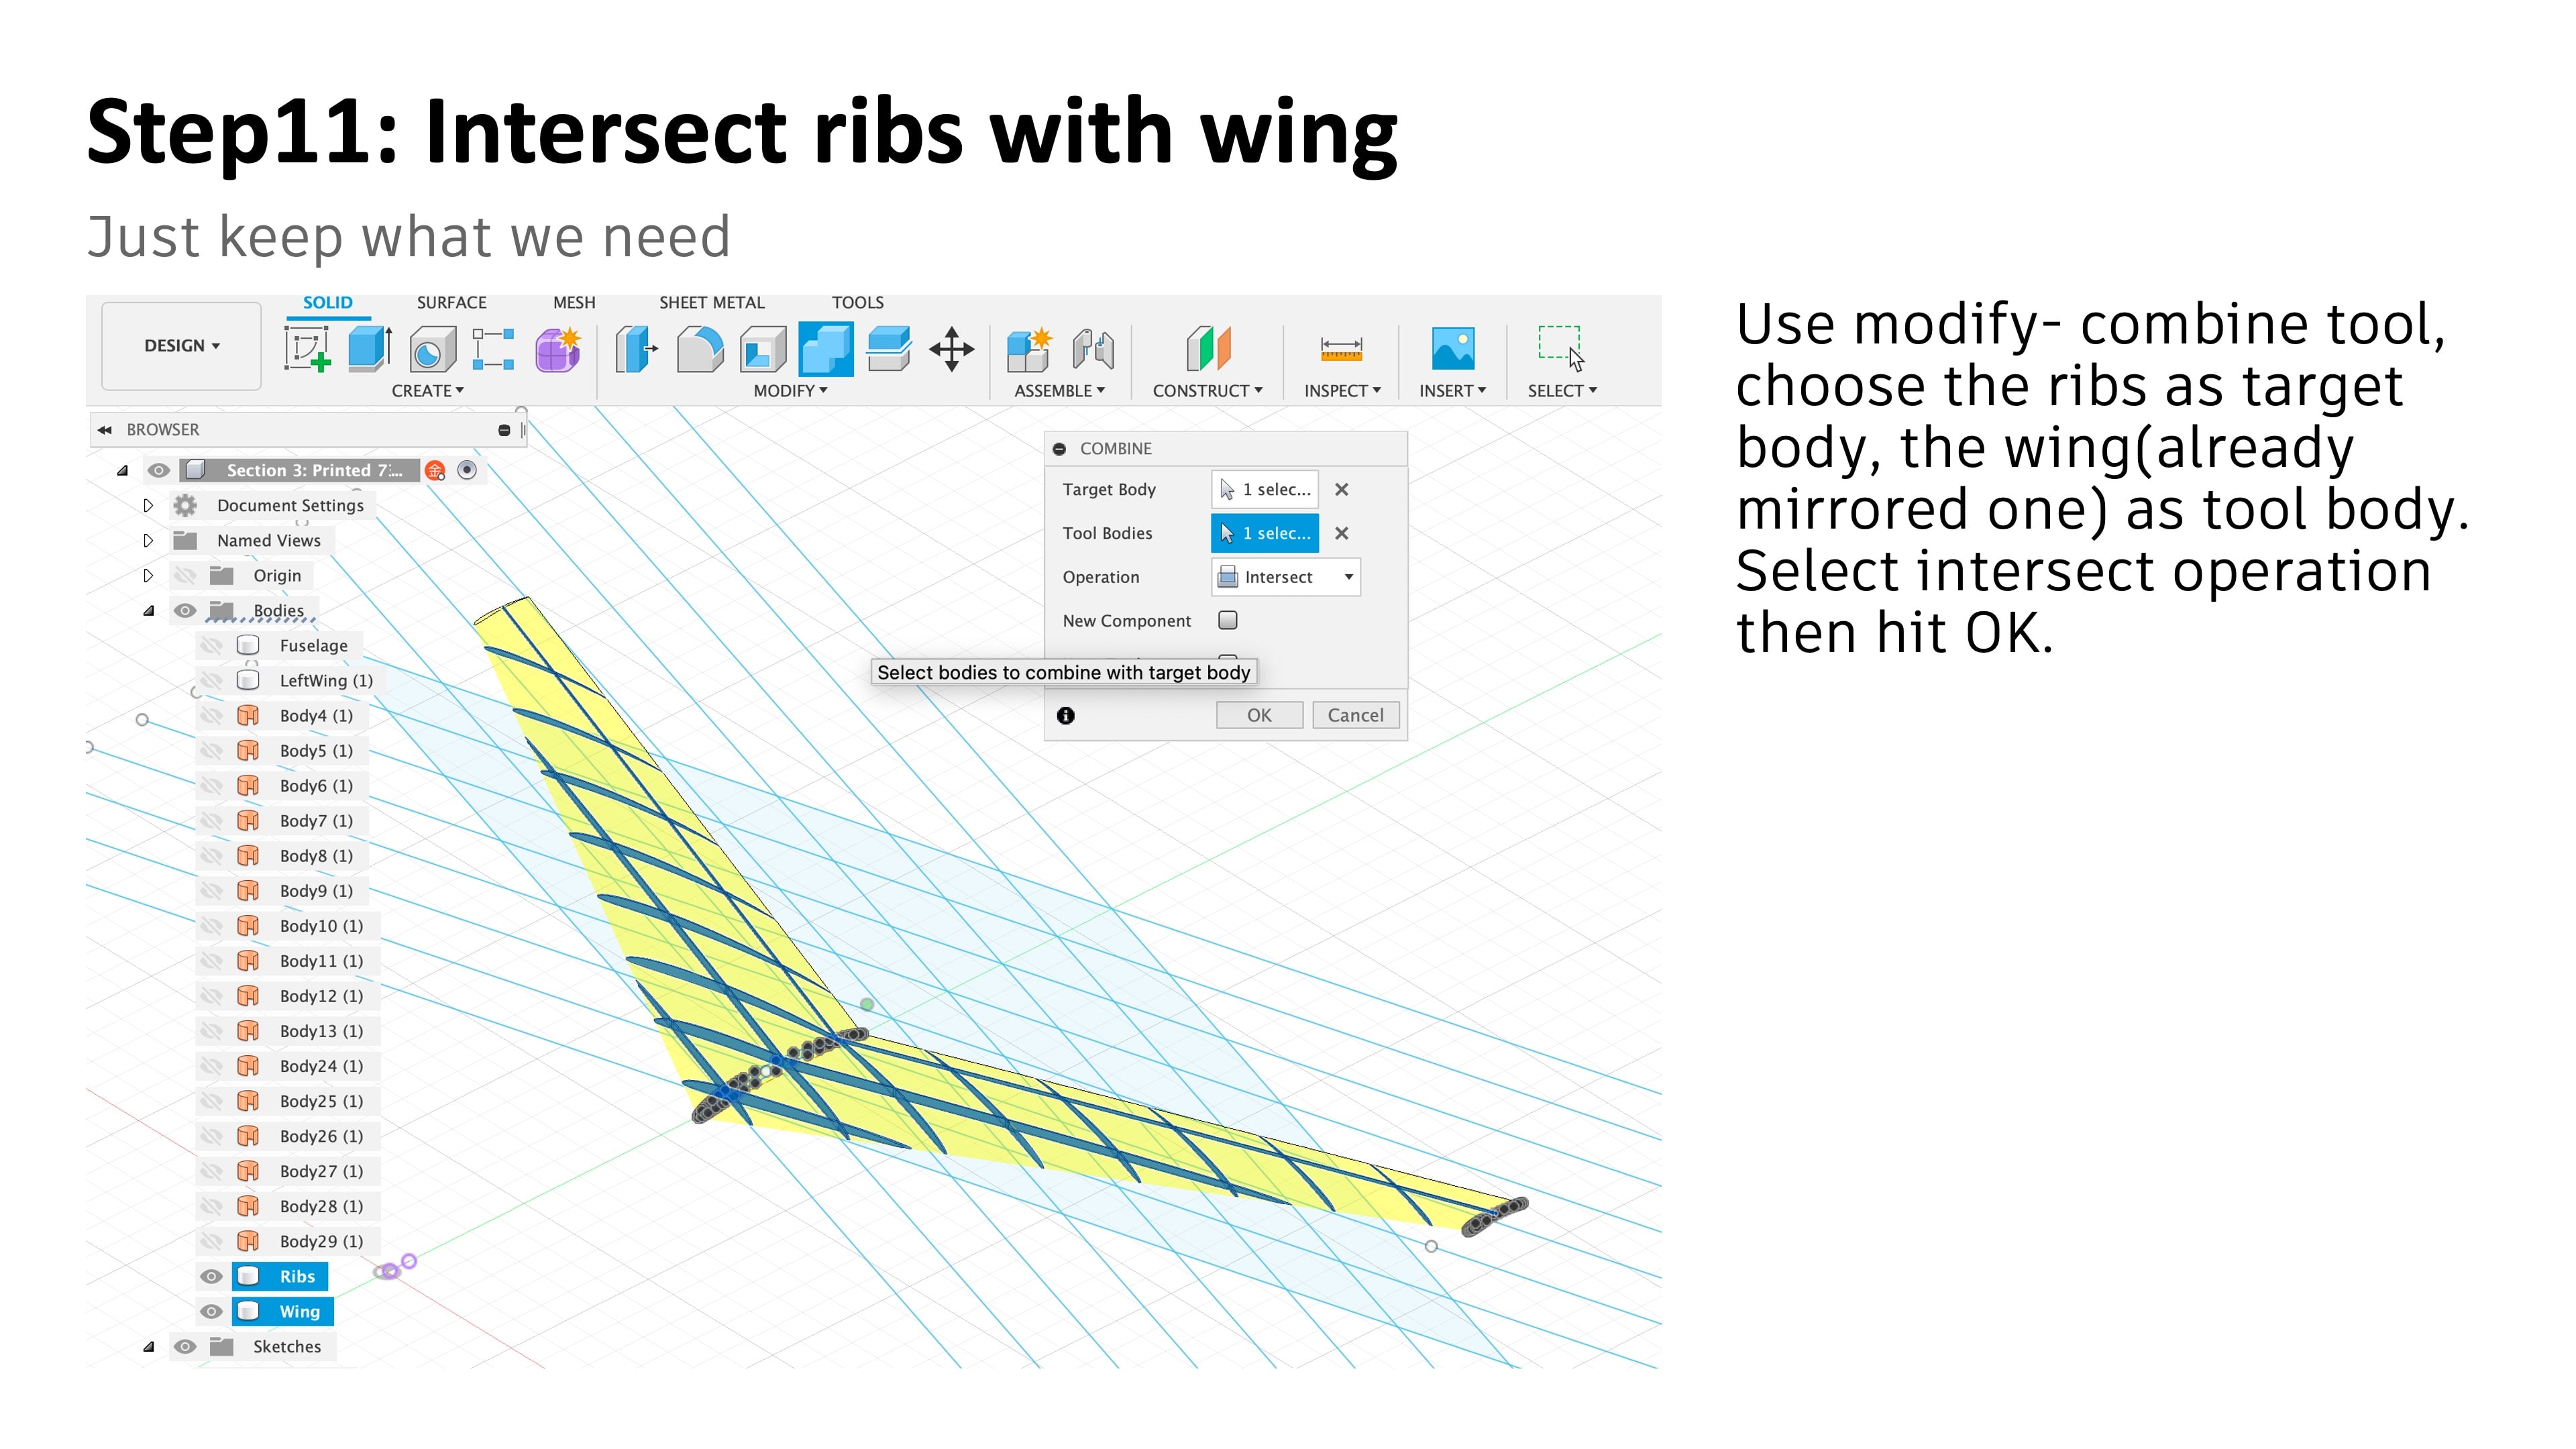 Step11: Intersect ribs with wing
Just keep what we need
SOLID SURFACE MESH SHEET METAL TOOLS
DESIGN
CREATE MODIFY ASSEMBLE CONSTRUCT INSPECT INSERT SELECT
BROWSER
Section 3: Printed 7:...
金
Document Settings
Named Views
Origin
Bodies
Fuselage
LeftWing (1)
Body4 (1)
Body5 (1)
Body6 (1)
Body7 (1)
Body8 (1)
Body9 (1)
Body10 (1)
Body11 (1)
Body12 (1)
Body13 (1)
Body24 (1)
Body25 (1)
Body26 (1)
Body27 (1)
Body28 (1)
Body29 (1)
Ribs
Wing
Sketches
COMBINE
Target Body 1 selec...
Tool Bodies 1 selec...
Operation Intersect
New Component
Select bodies to combine with target body
OK Cancel
Use modify- combine tool,
choose the ribs as target
body, the wing(already
mirrored one) as tool body.
Select intersect operation
then hit OK.